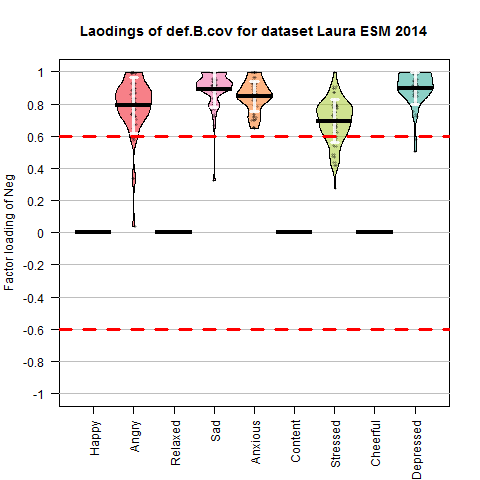 Laodings of def.B.cov for dataset Laura ESM 2014
Factor loading of Neg
1
0.8
0.6
0.4
0.2
0
-0.2
-0.4
-0.6
-0.8
-1
Happy
Angry
Relaxed
Sad
Anxious
Content
Stressed
Cheerful
Depressed